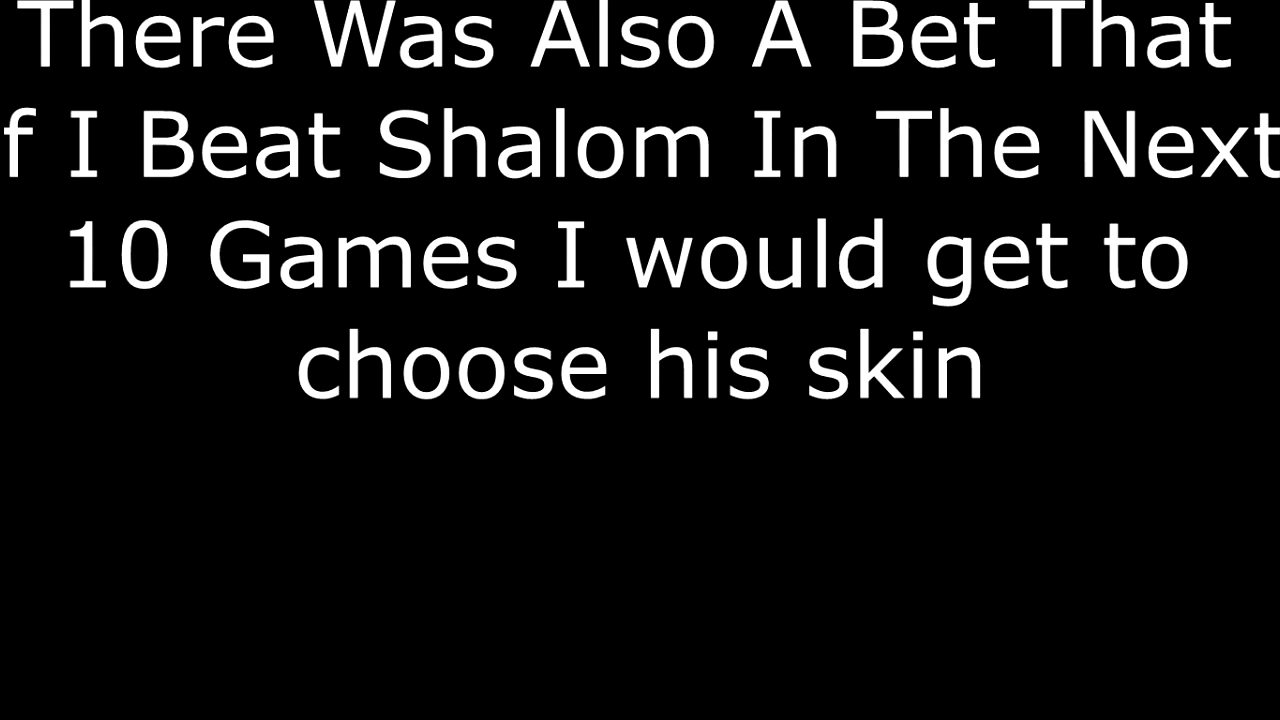 There Was Also A Bet That
f I Beat Shalom In The Next
10 Games I would get to
choose his skin